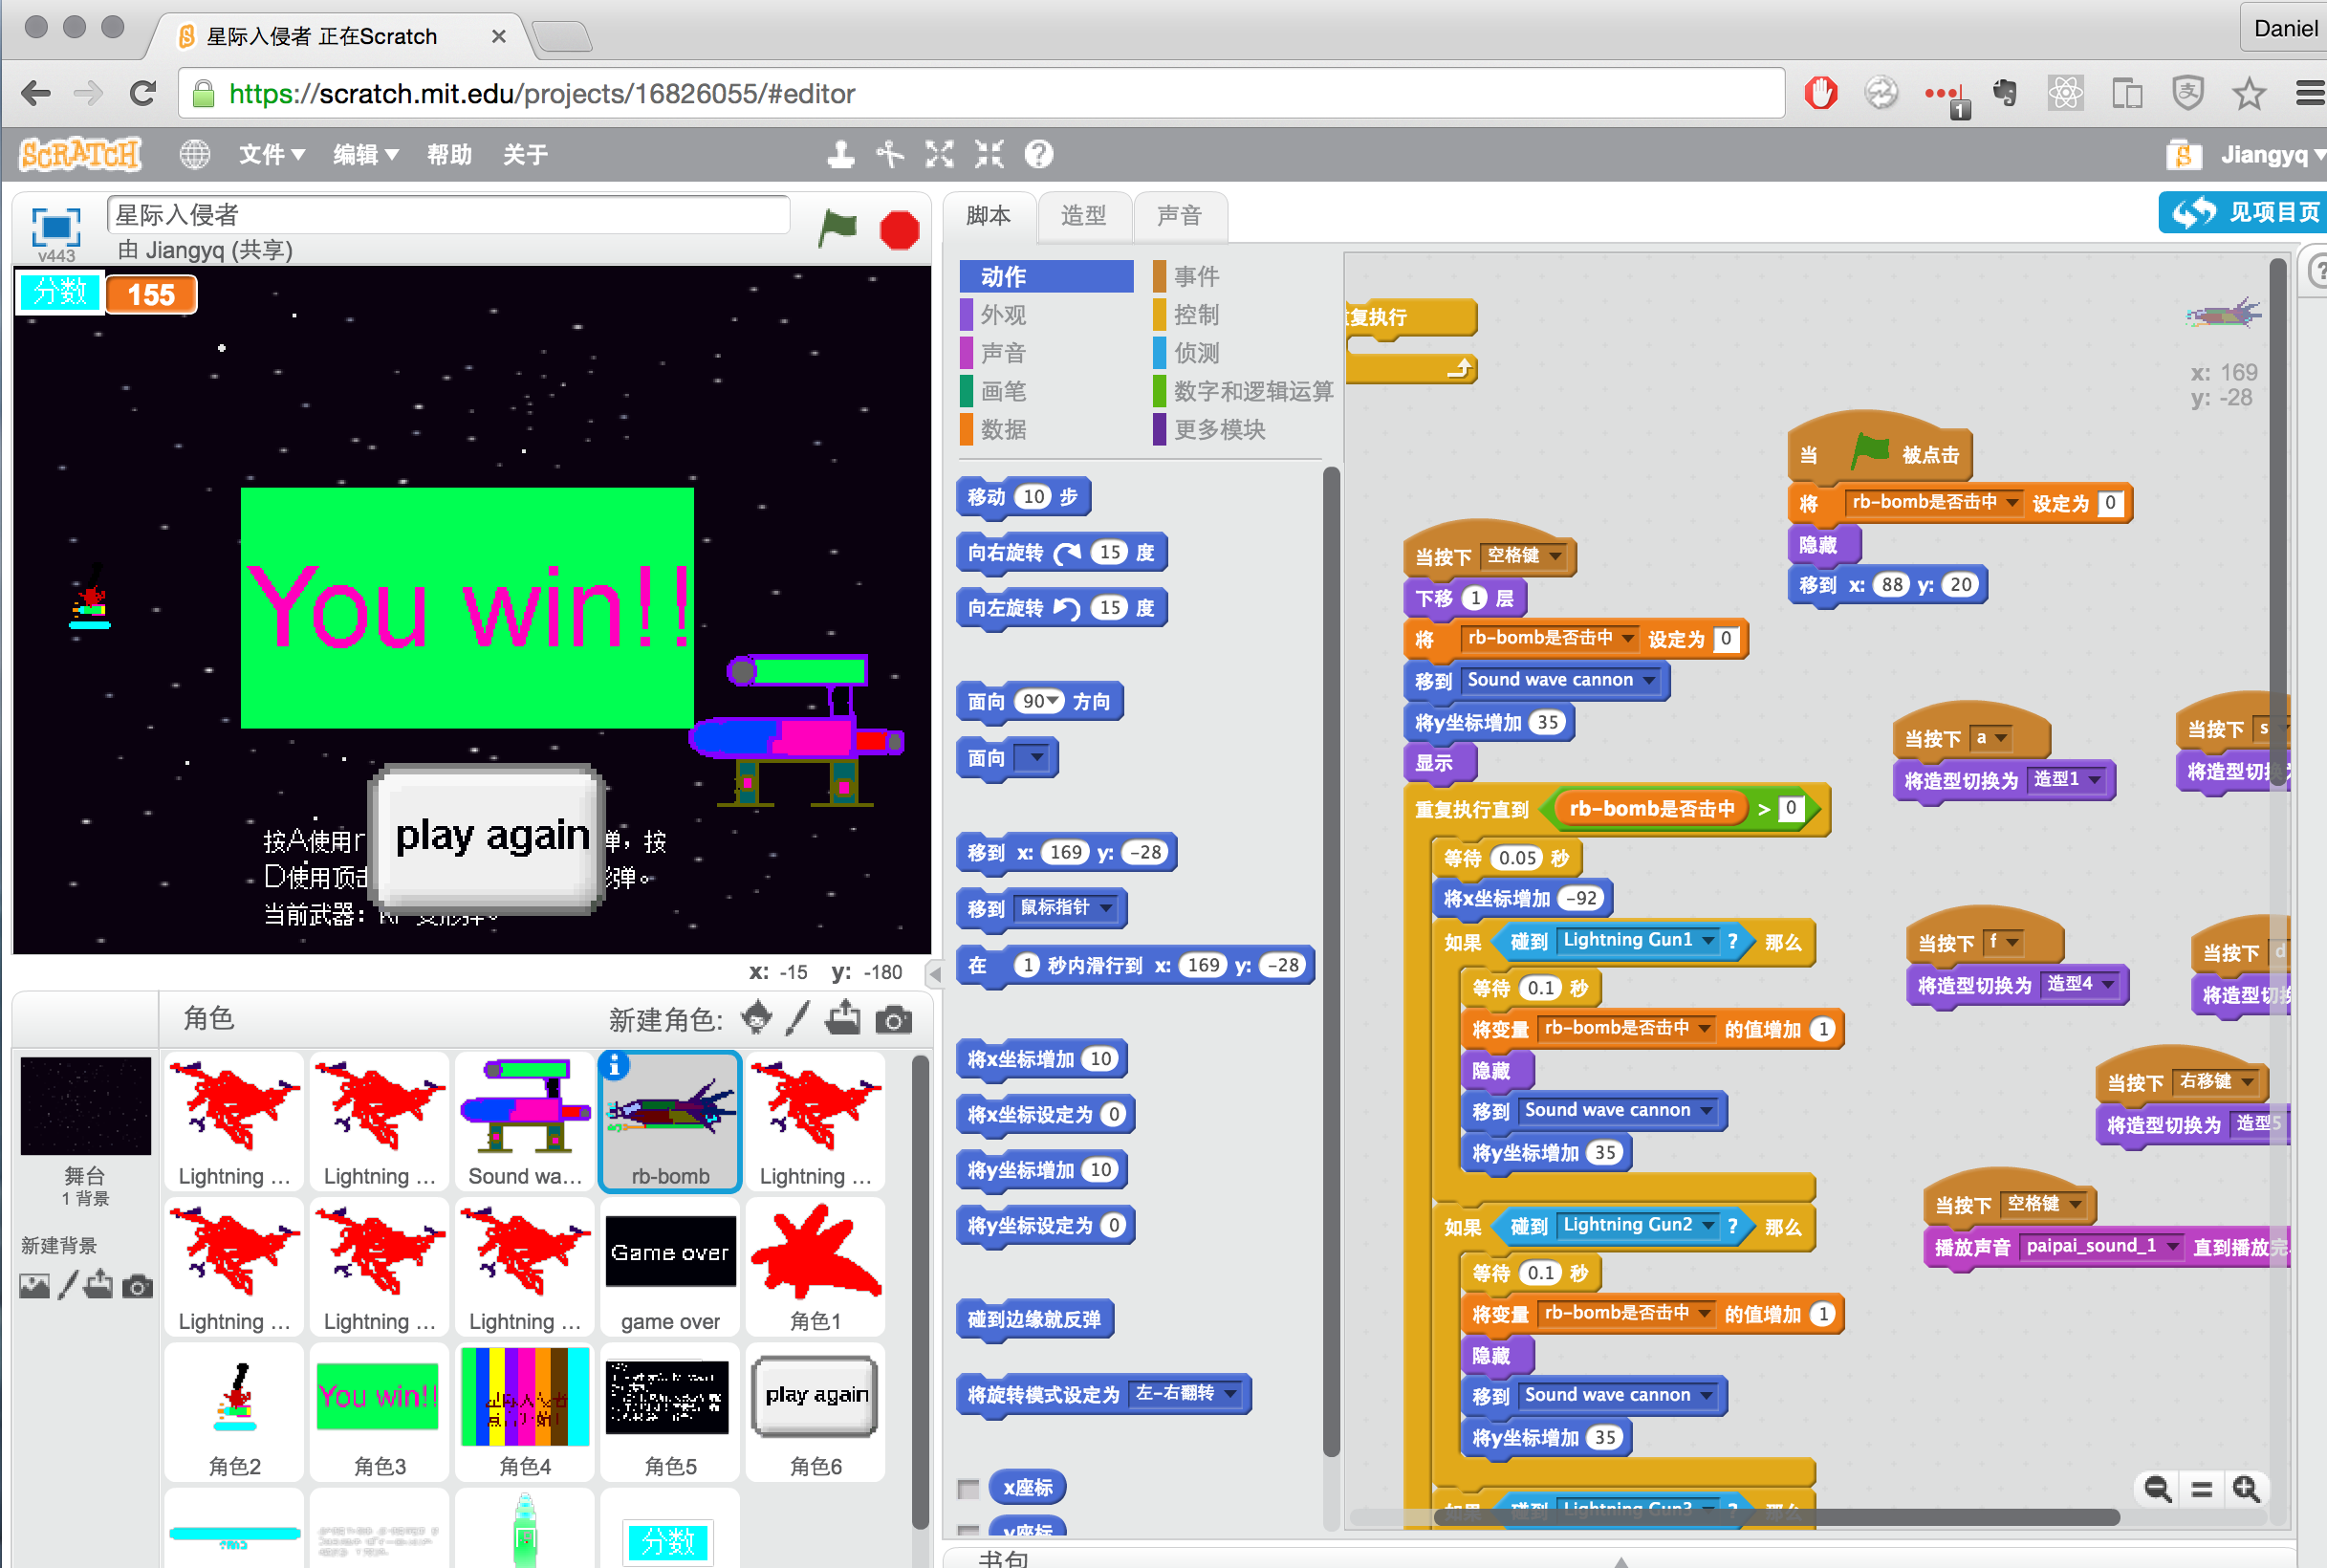 星际入侵者 正在Scratch
Daniel
https://scratch.mit.edu/projects/16826055/#editor
1
SCRATCH
文件
编辑
帮助
关于
Jiangyq
v443
星际入侵者
由 Jiangyq (共享)
脚本
造型
声音
见项目页
分数 155
You win!!
play again
按A使用r
弹，按
D使用顶击
弹。
当前武器：
x: -15 y: -180
动作
事件
外观
控制
声音
侦测
画笔
数字和逻辑运算
数据
更多模块
移动 10 步
向右旋转 15 度
向左旋转 15 度
面向 90 方向
面向
移到 x: 169 y: -28
移到 鼠标指针
在 1 秒内滑行到 x: 169 y: -28
将x坐标增加 10
将x坐标设定为 0
将y坐标增加 10
将y坐标设定为 0
碰到边缘就反弹
将旋转模式设定为 左-右翻转
x座标
y座标
复执行
x: 169
y: -28
当 被点击
将 rb-bomb是否击中 设定为 0
隐藏
移到 x: 88 y: 20
当按下 空格键
下移 1 层
将 rb-bomb是否击中 设定为 0
移到 Sound wave cannon
将y坐标增加 35
显示
重复执行直到 rb-bomb是否击中 > 0
等待 0.05 秒
将x坐标增加 -92
如果 碰到 Lightning Gun1 ? 那么
等待 0.1 秒
将变量 rb-bomb是否击中 的值增加 1
隐藏
移到 Sound wave cannon
将y坐标增加 35
如果 碰到 Lightning Gun2 ? 那么
等待 0.1 秒
将变量 rb-bomb是否击中 的值增加 1
隐藏
移到 Sound wave cannon
将y坐标增加 35
如果 碰到 Lightning Gun3 ? 那么
当按下 a
将造型切换为 造型1
当按下 s
将造型切换为
当按下 f
将造型切换为 造型4
当按下 d
将造型切换
当按下 右移键
将造型切换为 造型5
当按下 空格键
播放声音 paipai_sound_1 直到播放完
角色
新建角色:
舞台
1 背景
新建背景
Lightning ...
Lightning ...
Sound wa...
rb-bomb
Lightning ...
Lightning ...
Lightning ...
Lightning ...
Game over
game over
角色1
角色2
You win!!
角色3
角色4
角色5
play again
角色6
分数
书包